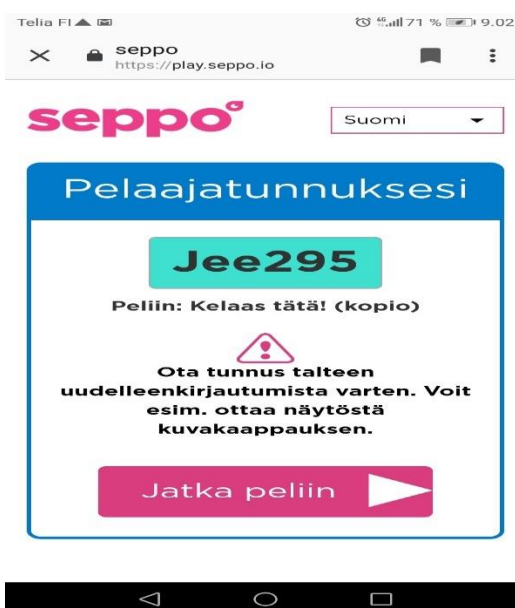 Telia FI 71 % 9.02
seppo
https://play.seppo.io
seppo
Suomi
Pelaajatunnuksesi
Jee295
Peliin: Kelaas tätä! (kopio)
Ota tunnus talteen
uudelleenkirjautumista varten. Voit
esim. ottaa näytöstä
kuvakaappauksen.
Jatka peliin